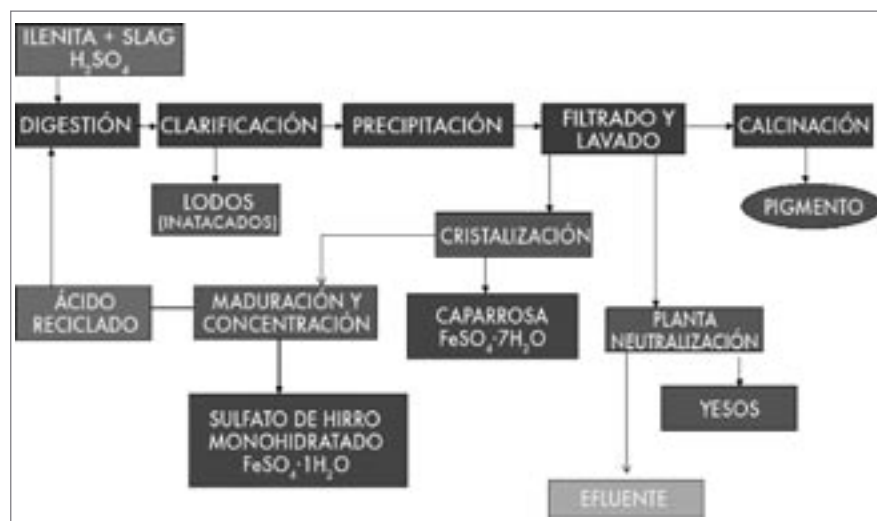 ILENITA + SLAG
H₂SO₄
DIGESTIÓN
CLARIFICACIÓN
PRECIPITACIÓN
FILTRADO Y
LAVADO
CALCINACIÓN
LODOS
(INATACADOS)
PIGMENTO
CRISTALIZACIÓN
ÁCIDO
RECICLADO
MADURACIÓN Y
CONCENTRACIÓN
CAPARROSA
FeSO₄·7H₂O
PLANTA
NEUTRALIZACIÓN
YESOS
SULFATO DE HIRRO
MONOHIDRATADO
FeSO₄·1H₂O
EFLUENTE